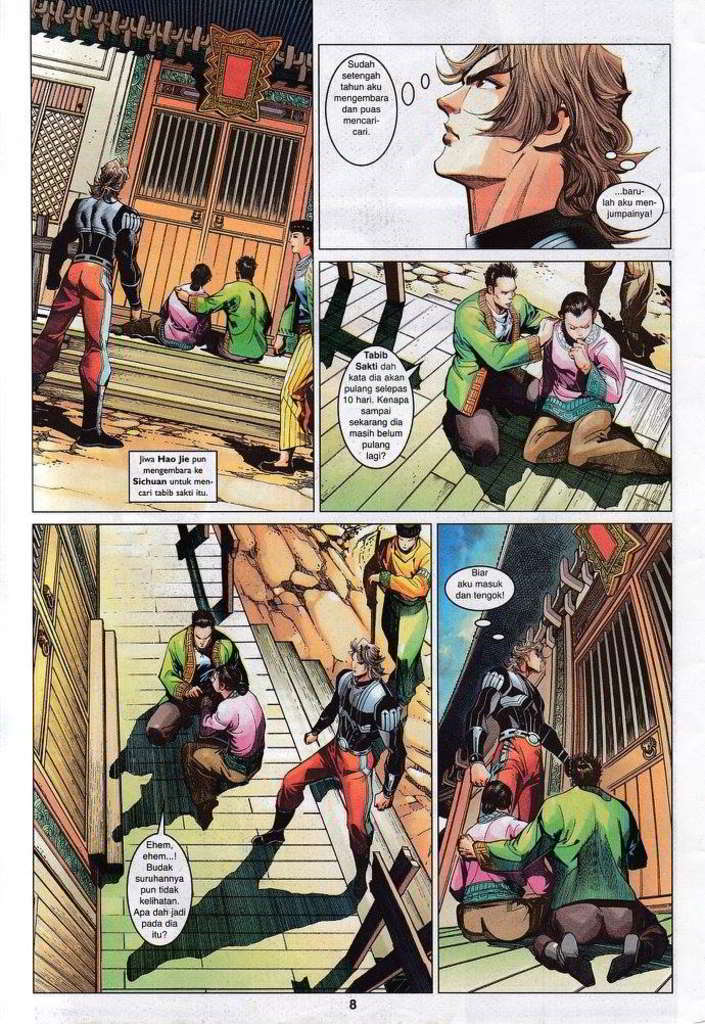 Jiwa Hao Jie pun
mengembara ke
Sichuan untuk men-
cari tabib sakti itu.
Sudah
setengah
tahun aku
mengembara
dan puas
mencari-
cari.
...baru-
lah aku men-
jumpainya!
Tabib
Sakti dah
kata dia akan
pulang selepas
10 hari. Kenapa
sampai
sekarang dia
masih belum
pulang
lagi?
Ehem,
ehem...!
Budak
suruhannya
pun tidak
kelihatan.
Apa dah jadi
pada dia
itu?
Biar
aku masuk
dan tengok!
8